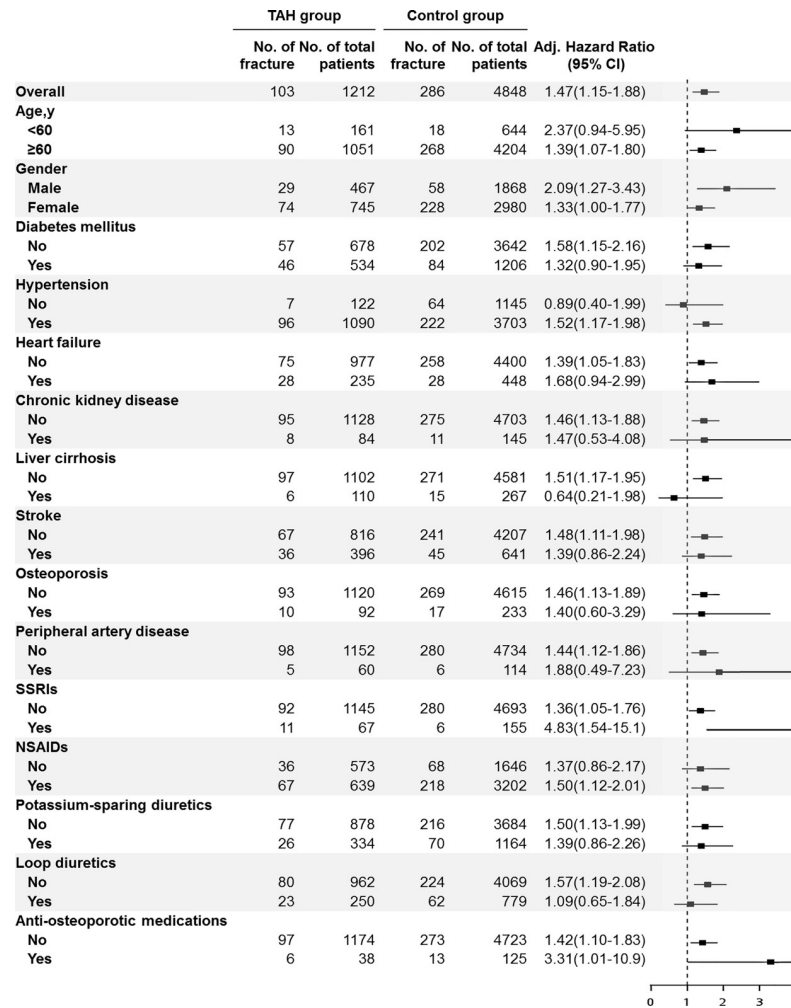 TAH group Control group
No. of No. of total No. of No. of total Adj. Hazard Ratio
fracture patients fracture patients (95% CI)
Overall 103 1212 286 4848 1.47(1.15-1.88)
Age,y
<60 13 161 18 644 2.37(0.94-5.95)
≥60 90 1051 268 4204 1.39(1.07-1.80)
Gender
Male 29 467 58 1868 2.09(1.27-3.43)
Female 74 745 228 2980 1.33(1.00-1.77)
Diabetes mellitus
No 57 678 202 3642 1.58(1.15-2.16)
Yes 46 534 84 1206 1.32(0.90-1.95)
Hypertension
No 7 122 64 1145 0.89(0.40-1.99)
Yes 96 1090 222 3703 1.52(1.17-1.98)
Heart failure
No 75 977 258 4400 1.39(1.05-1.83)
Yes 28 235 28 448 1.68(0.94-2.99)
Chronic kidney disease
No 95 1128 275 4703 1.46(1.13-1.88)
Yes 8 84 11 145 1.47(0.53-4.08)
Liver cirrhosis
No 97 1102 271 4581 1.51(1.17-1.95)
Yes 6 110 15 267 0.64(0.21-1.98)
Stroke
No 67 816 241 4207 1.48(1.11-1.98)
Yes 36 396 45 641 1.39(0.86-2.24)
Osteoporosis
No 93 1120 269 4615 1.46(1.13-1.89)
Yes 10 92 17 233 1.40(0.60-3.29)
Peripheral artery disease
No 98 1152 280 4734 1.44(1.12-1.86)
Yes 5 60 6 114 1.88(0.49-7.23)
SSRIs
No 92 1145 280 4693 1.36(1.05-1.76)
Yes 11 67 6 155 4.83(1.54-15.1)
NSAIDs
No 36 573 68 1646 1.37(0.86-2.17)
Yes 67 639 218 3202 1.50(1.12-2.01)
Potassium-sparing diuretics
No 77 878 216 3684 1.50(1.13-1.99)
Yes 26 334 70 1164 1.39(0.86-2.26)
Loop diuretics
No 80 962 224 4069 1.57(1.19-2.08)
Yes 23 250 62 779 1.09(0.65-1.84)
Anti-osteoporotic medications
No 97 1174 273 4723 1.42(1.10-1.83)
Yes 6 38 13 125 3.31(1.01-10.9)
0 1 2 3